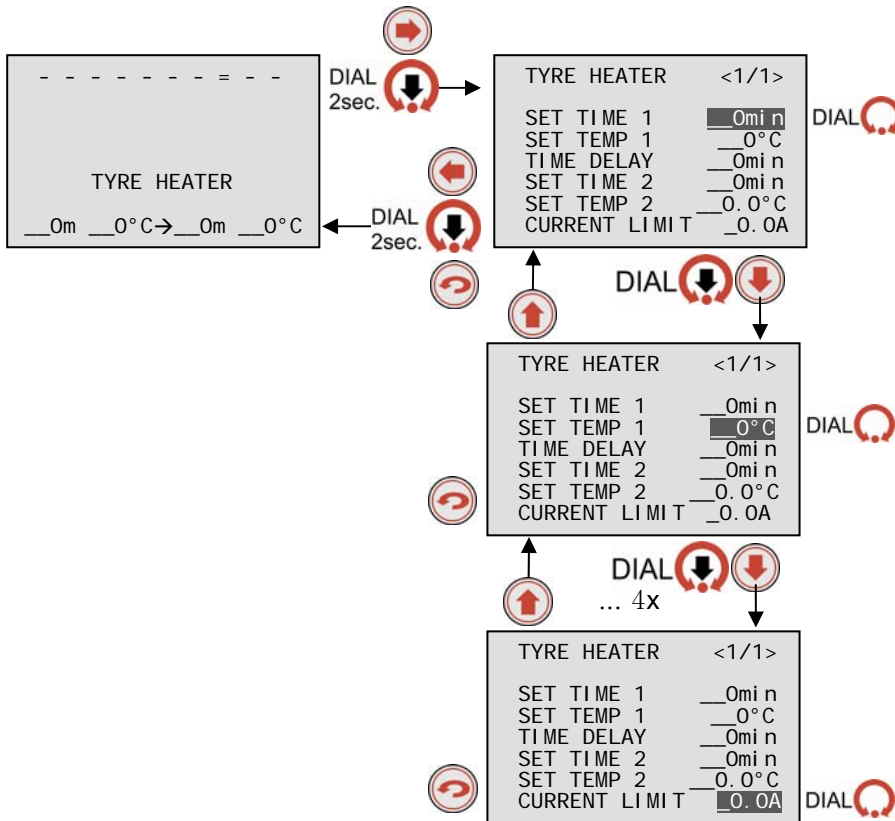 - - - - - - - = - -
TYRE HEATER
__0m __0°C→__0m __0°C
DIAL
2sec.
DIAL
2sec.
TYRE HEATER <1/1>
SET TIME 1 __0min
SET TEMP 1 __0°C
TIME DELAY __0min
SET TIME 2 __0min
SET TEMP 2 __0.0°C
CURRENT LIMIT _0.0A
DIAL
DIAL
TYRE HEATER <1/1>
SET TIME 1 __0min
SET TEMP 1 __0°C
TIME DELAY __0min
SET TIME 2 __0min
SET TEMP 2 __0.0°C
CURRENT LIMIT _0.0A
DIAL
DIAL
... 4x
TYRE HEATER <1/1>
SET TIME 1 __0min
SET TEMP 1 __0°C
TIME DELAY __0min
SET TIME 2 __0min
SET TEMP 2 __0.0°C
CURRENT LIMIT _0.0A
DIAL